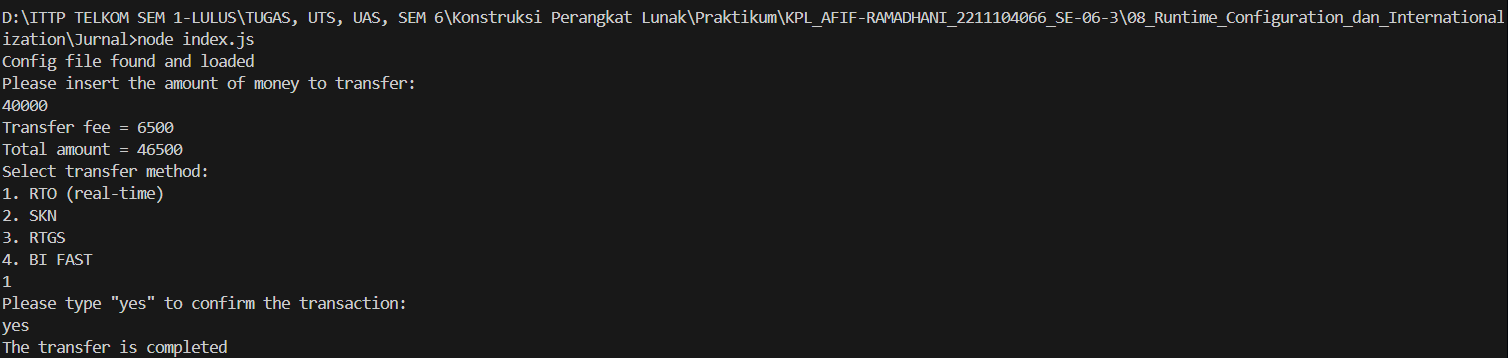 D:\ITTP TELKOM SEM 1-LULUS\TUGAS, UTS, UAS, SEM 6\Konstruksi Perangkat Lunak\Praktikum\KPL_AFIF-RAMADHANI_2211104066_SE-06-3\08_Runtime_Configuration_dan_International
ization\Jurnal>node index.js
Config file found and loaded
Please insert the amount of money to transfer:
40000
Transfer fee = 6500
Total amount = 46500
Select transfer method:
1. RTO (real-time)
2. SKN
3. RTGS
4. BI FAST
1
Please type "yes" to confirm the transaction:
yes
The transfer is completed